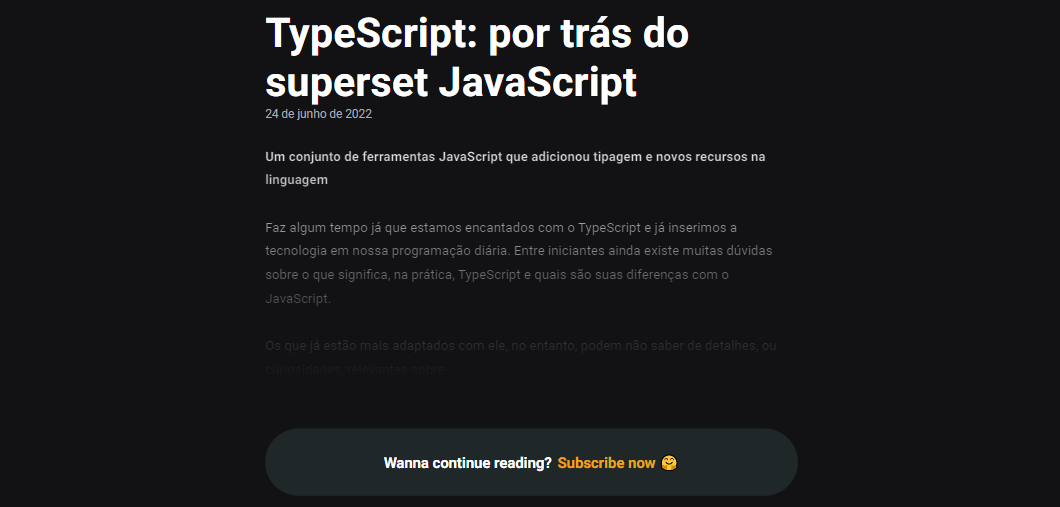 TypeScript: por trás do
superset JavaScript
24 de junho de 2022
Um conjunto de ferramentas JavaScript que adicionou tipagem e novos recursos na
linguagem
Faz algum tempo já que estamos encantados com o TypeScript e já inserimos a
tecnologia em nossa programação diária. Entre iniciantes ainda existe muitas dúvidas
sobre o que significa, na prática, TypeScript e quais são suas diferenças com o
JavaScript.
Os que já estão mais adaptados com ele, no entanto, podem não saber de detalhes, ou
curiosidades, relevantes sobre
Wanna continue reading? Subscribe now 🤗